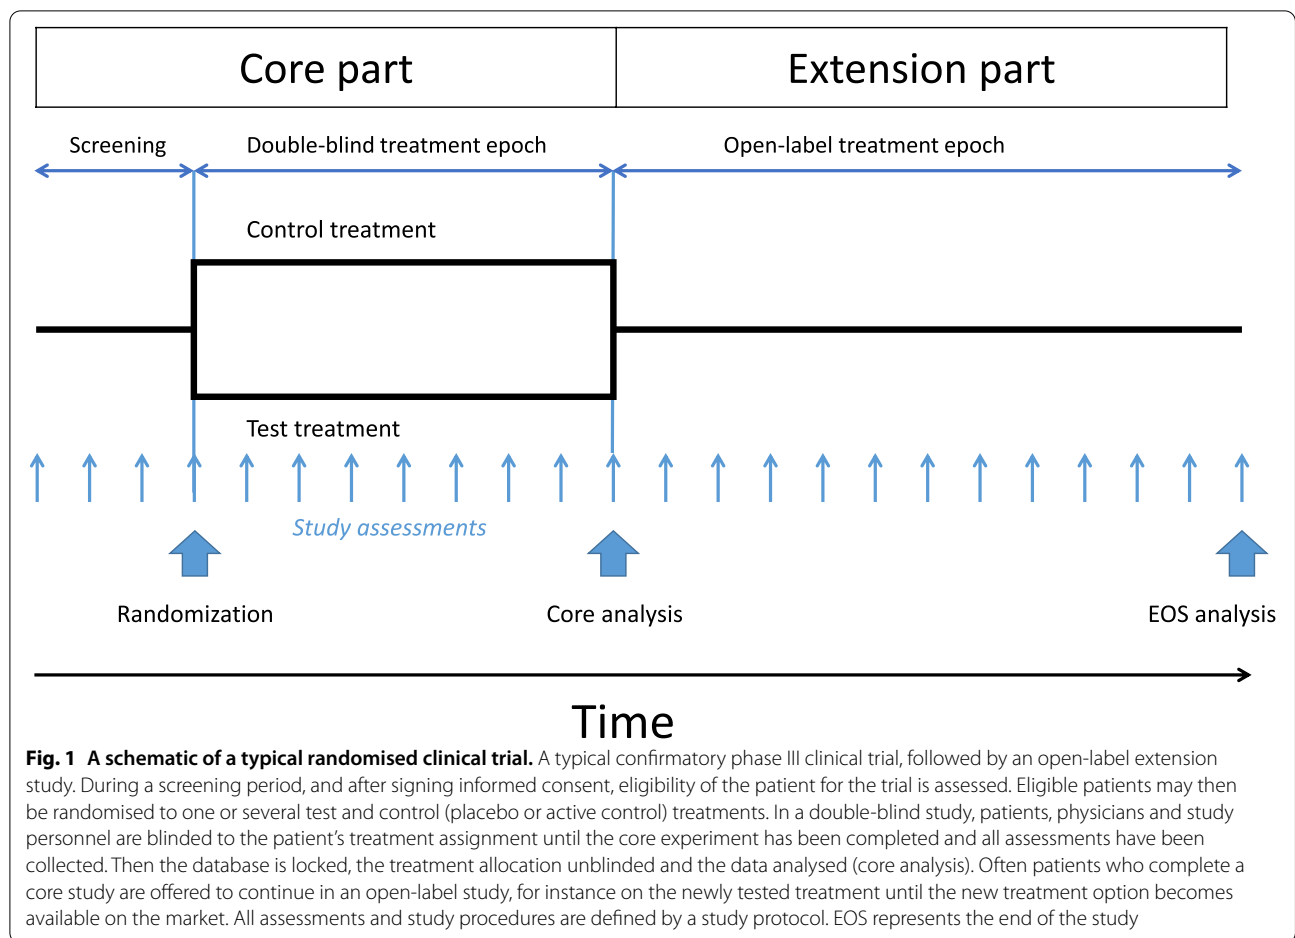 Core part
Extension part
Screening
Double-blind treatment epoch
Open-label treatment epoch
Control treatment
Test treatment
Study assessments
Randomization
Core analysis
EOS analysis
Time
Fig. 1 A schematic of a typical randomised clinical trial. A typical confirmatory phase III clinical trial, followed by an open-label extension
study. During a screening period, and after signing informed consent, eligibility of the patient for the trial is assessed. Eligible patients may then
be randomised to one or several test and control (placebo or active control) treatments. In a double-blind study, patients, physicians and study
personnel are blinded to the patient’s treatment assignment until the core experiment has been completed and all assessments have been
collected. Then the database is locked, the treatment allocation unblinded and the data analysed (core analysis). Often patients who complete a
core study are offered to continue in an open-label study, for instance on the newly tested treatment until the new treatment option becomes
available on the market. All assessments and study procedures are defined by a study protocol. EOS represents the end of the study